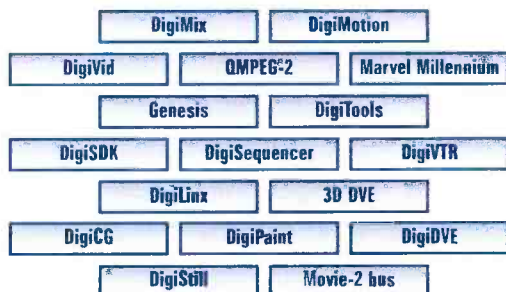 DigiMix DigiMotion
DigiVid QMPEG-2 Marvel Millennium
Genesis DigiTools
DigiSDK DigiSequencer DigiVTR
DigiLinx 3D DVE
DigiCG DigiPaint DigiDVE
DigiStill Movie-2 bus